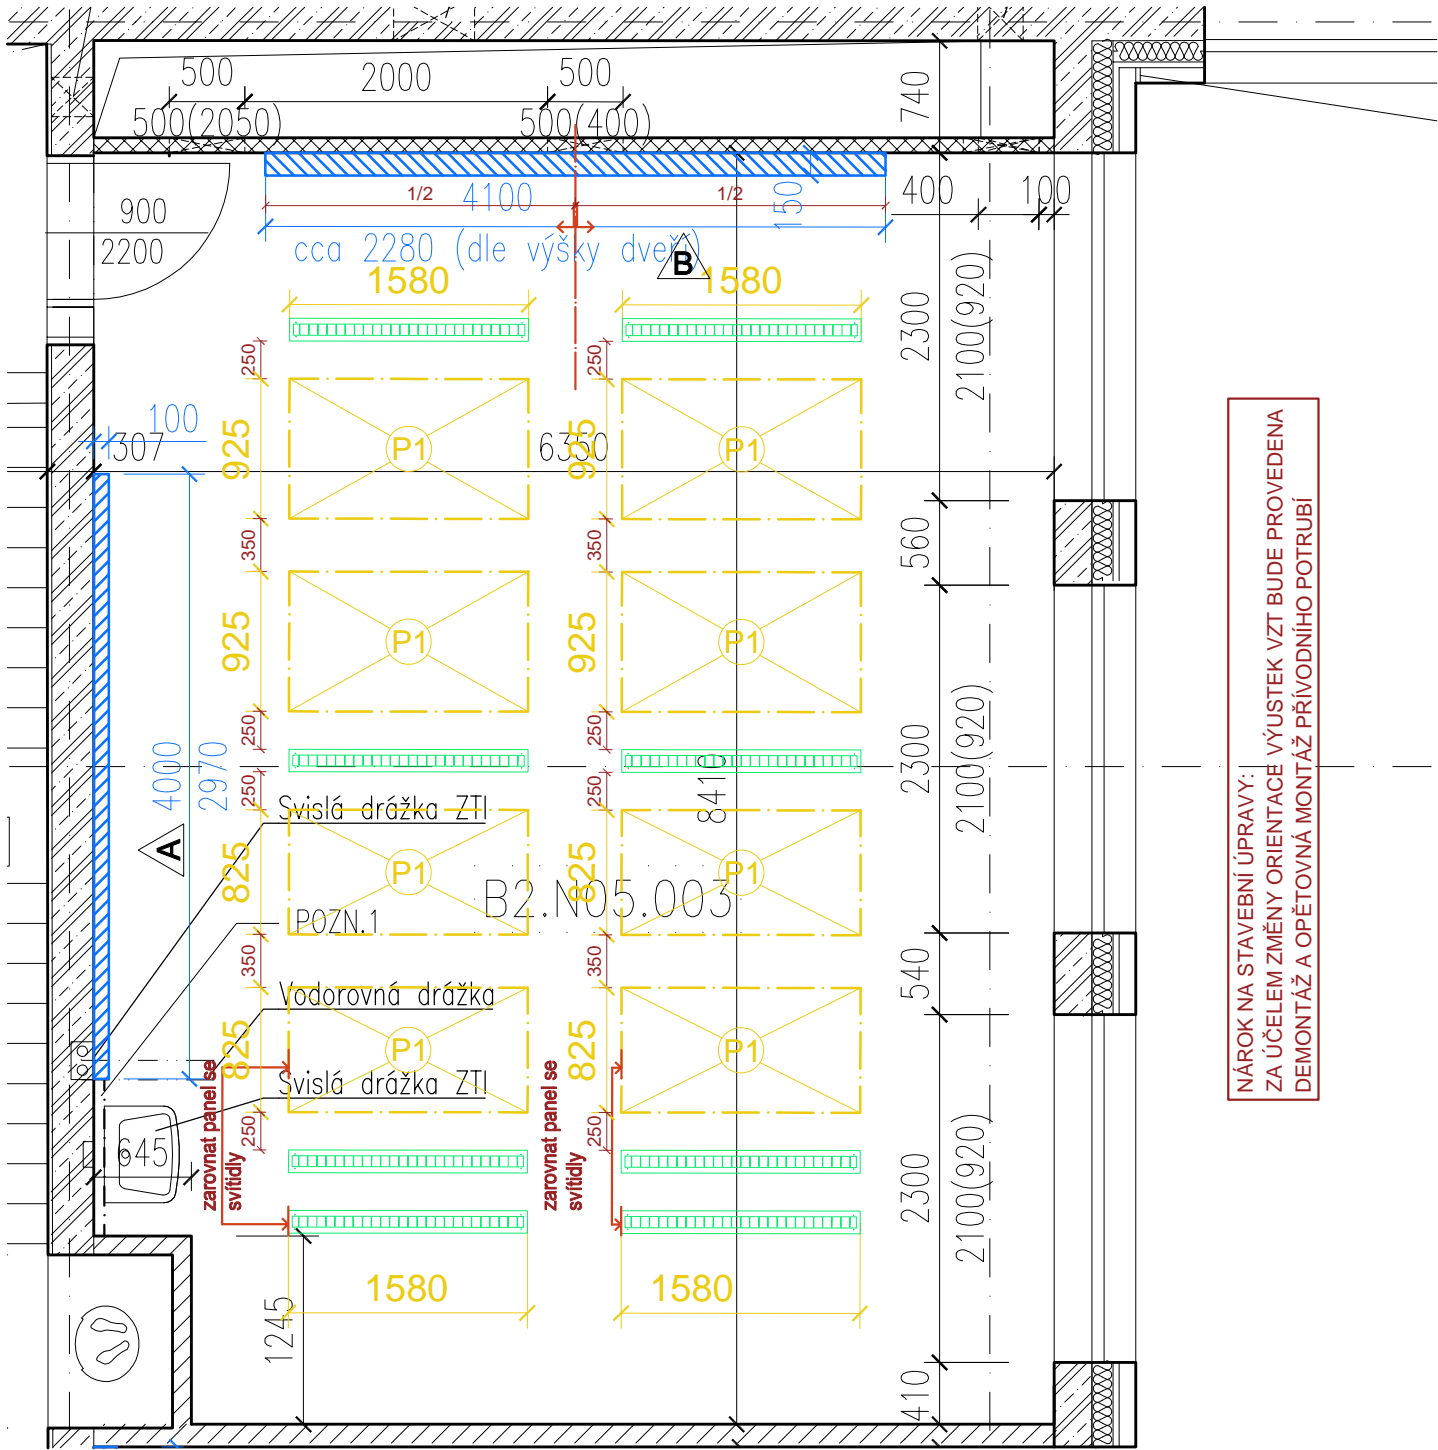 500
2000
500
740
500(2050)
500(400)
900
2200
1/2
4100
1/2
150
400
100
cca 2280 (dle výšky dveří)
B
1580
1580
2300
2100(920)
250
250
100
307
925
P1
6350
925
P1
350
350
560
925
P1
925
P1
250
250
4000
2970
8410
2300
2100(920)
250
250
Svislá drážka ZTI
A
825
P1
825
P1
B2.N05.003
POZN.1
350
350
540
Vodorovná drážka
825
P1
825
P1
Svislá drážka ZTI
zarovnat panel se
svítidly
zarovnat panel se
svítidly
250
250
645
2300
2100(920)
1580
1580
1245
410
NÁROK NA STAVEBNÍ ÚPRAVY:
ZA ÚČELEM ZMĚNY ORIENTACE VÝUSTEK VZT BUDE PROVEDENA
DEMONTÁŽ A OPĚTOVNÁ MONTÁŽ PŘÍVODNÍHO POTRUBÍ